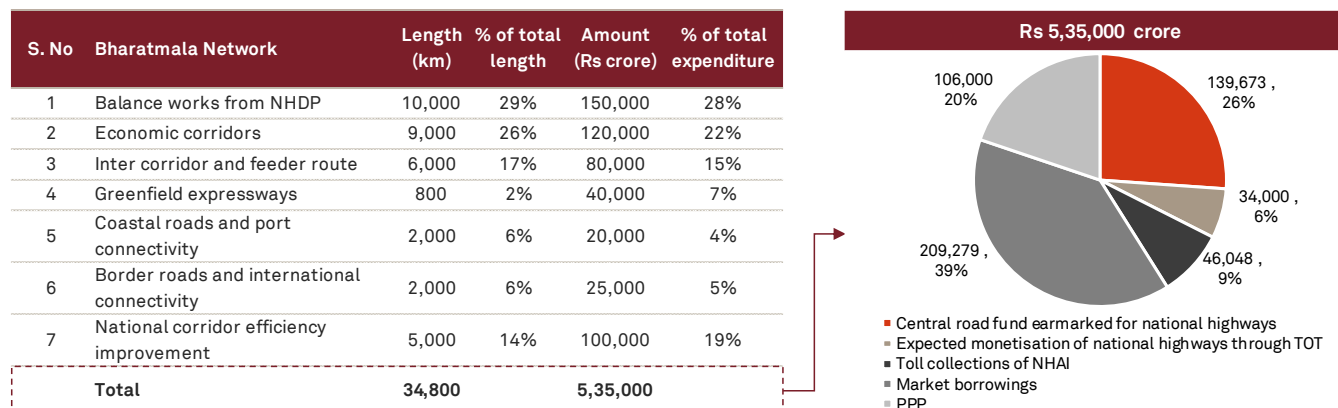 S. No Bharatmala Network Length (km) % of total length Amount (Rs crore) % of total expenditure
1 Balance works from NHDP 10,000 29% 150,000 28%
2 Economic corridors 9,000 26% 120,000 22%
3 Inter corridor and feeder route 6,000 17% 80,000 15%
4 Greenfield expressways 800 2% 40,000 7%
5 Coastal roads and port connectivity 2,000 6% 20,000 4%
6 Border roads and international connectivity 2,000 6% 25,000 5%
7 National corridor efficiency improvement 5,000 14% 100,000 19%
Total 34,800 5,35,000
Rs 5,35,000 crore
106,000
20%
139,673 ,
26%
34,000 ,
6%
46,048 ,
9%
209,279 ,
39%
Central road fund earmarked for national highways
Expected monetisation of national highways through TOT
Toll collections of NHAI
Market borrowings
PPP